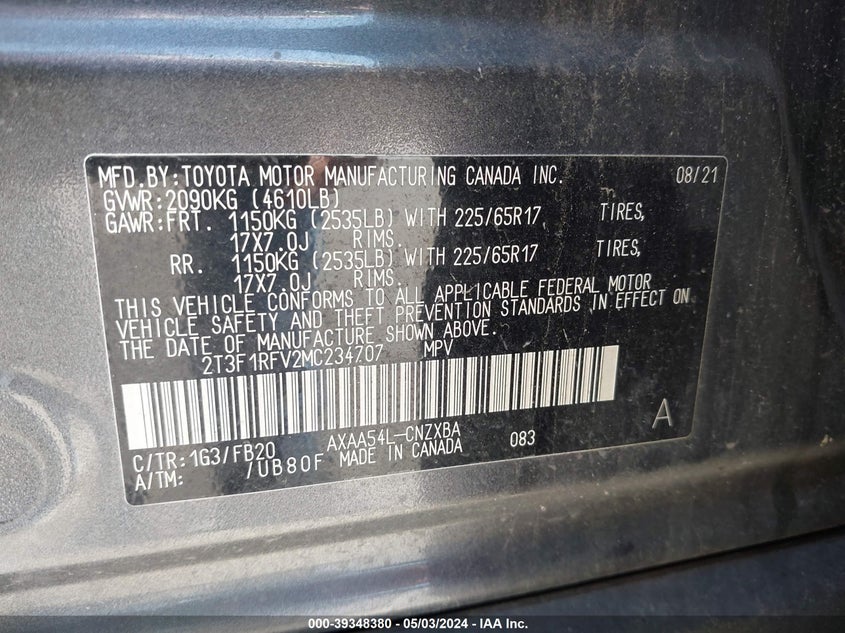 MFD.BY:TOYOTA MOTOR MANUFACTURING CANADA INC. 08/21
GVWR:2090KG (4610LB)
GAWR:FRT. 1150KG (2535LB) WITH 225/65R17 TIRES,
17X7.0J RIMS.
RR. 1150KG (2535LB) WITH 225/65R17 TIRES,
17X7.0J RIMS.
THIS VEHICLE CONFORMS TO ALL APPLICABLE FEDERAL MOTOR
VEHICLE SAFETY AND THEFT PREVENTION STANDARDS IN EFFECT ON
THE DATE OF MANUFACTURE SHOWN ABOVE.
2T3F1RFV2MC234707 MPV
C/TR:1G3/FB20 AXAA54L-CNZXBA 083 A
A/TM: /UB80F MADE IN CANADA
000-39348380 - 05/03/2024 - IAA Inc.